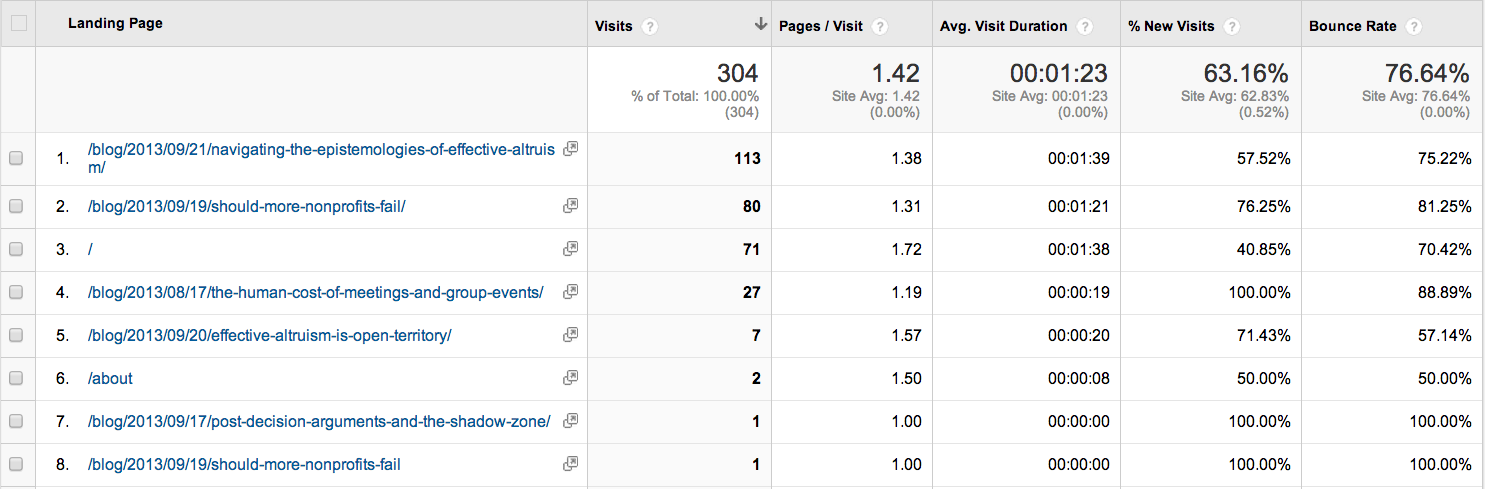 Landing Page Visits ? Pages / Visit ? Avg. Visit Duration ? % New Visits ? Bounce Rate ?
304 1.42 00:01:23 63.16% 76.64%
% of Total: 100.00% Site Avg: 1.42 Site Avg: 00:01:23 Site Avg: 62.83% Site Avg: 76.64%
(304) (0.00%) (0.00%) (0.52%) (0.00%)
1. /blog/2013/09/21/navigating-the-epistemologies-of-effective-altruis 113 1.38 00:01:39 57.52% 75.22%
m/
2. /blog/2013/09/19/should-more-nonprofits-fail/ 80 1.31 00:01:21 76.25% 81.25%
3. / 71 1.72 00:01:38 40.85% 70.42%
4. /blog/2013/08/17/the-human-cost-of-meetings-and-group-events/ 27 1.19 00:00:19 100.00% 88.89%
5. /blog/2013/09/20/effective-altruism-is-open-territory/ 7 1.57 00:00:20 71.43% 57.14%
6. /about 2 1.50 00:00:08 50.00% 50.00%
7. /blog/2013/09/17/post-decision-arguments-and-the-shadow-zone/ 1 1.00 00:00:00 100.00% 100.00%
8. /blog/2013/09/19/should-more-nonprofits-fail 1 1.00 00:00:00 100.00% 100.00%